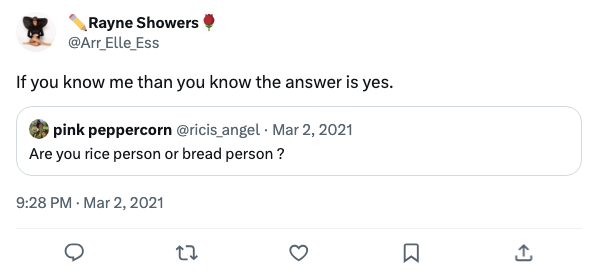 ✏️Rayne Showers🌹
@Arr_Elle_Ess
If you know me than you know the answer is yes.
pink peppercorn @ricis_angel · Mar 2, 2021
Are you rice person or bread person ?
9:28 PM · Mar 2, 2021